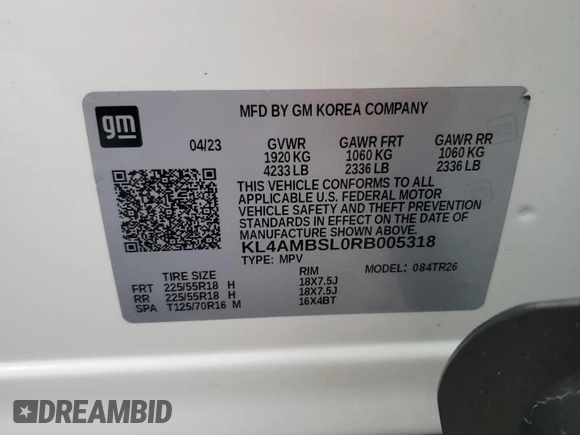 gm
MFD BY GM KOREA COMPANY
04/23 GVWR GAWR FRT GAWR RR
1920 KG 1060 KG 1060 KG
4233 LB 2336 LB 2336 LB
THIS VEHICLE CONFORMS TO ALL
APPLICABLE U.S. FEDERAL MOTOR
VEHICLE SAFETY AND THEFT PREVENTION
STANDARDS IN EFFECT ON THE DATE OF
MANUFACTURE SHOWN ABOVE.
KL4AMBSL0RB005318
TYPE: MPV MODEL: 084TR26
TIRE SIZE RIM
FRT 225/55R18 H 18X7.5J
RR 225/55R18 H 18X7.5J
SPA T125/70R16 M 16X4BT
DREAMBID